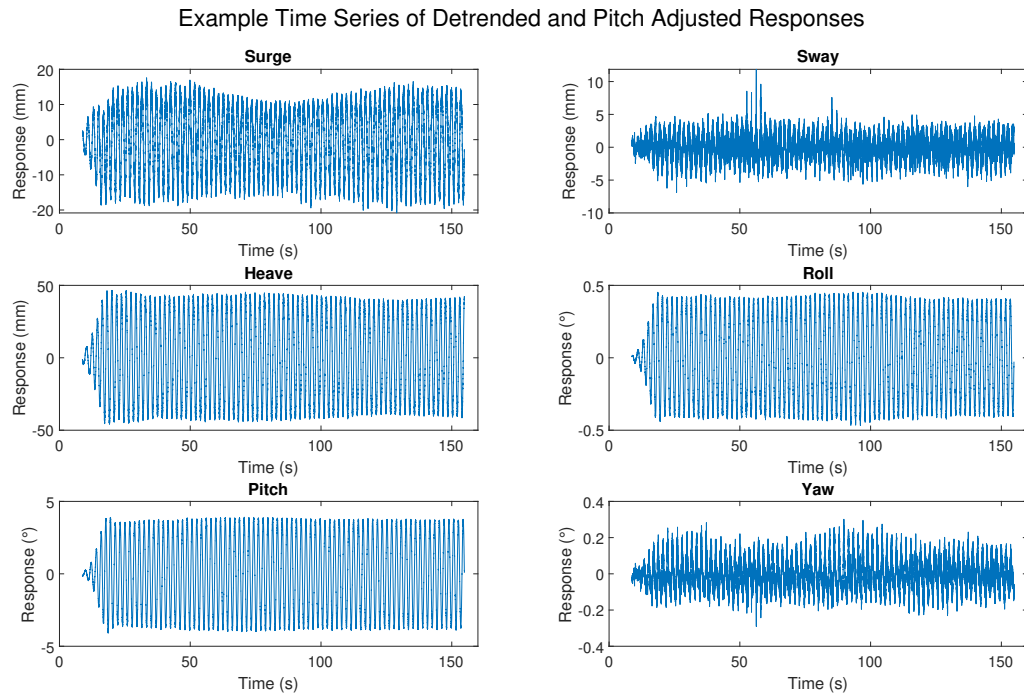 Example Time Series of Detrended and Pitch Adjusted Responses
Surge
20
10
0
-10
-20
Response (mm)
0
50
100
150
Time (s)
Sway
10
5
0
-5
-10
Response (mm)
0
50
100
150
Time (s)
Heave
50
0
-50
Response (mm)
0
50
100
150
Time (s)
Roll
0.5
0
-0.5
Response (°)
0
50
100
150
Time (s)
Pitch
5
0
-5
Response (°)
0
50
100
150
Time (s)
Yaw
0.4
0.2
0
-0.2
-0.4
Response (°)
0
50
100
150
Time (s)